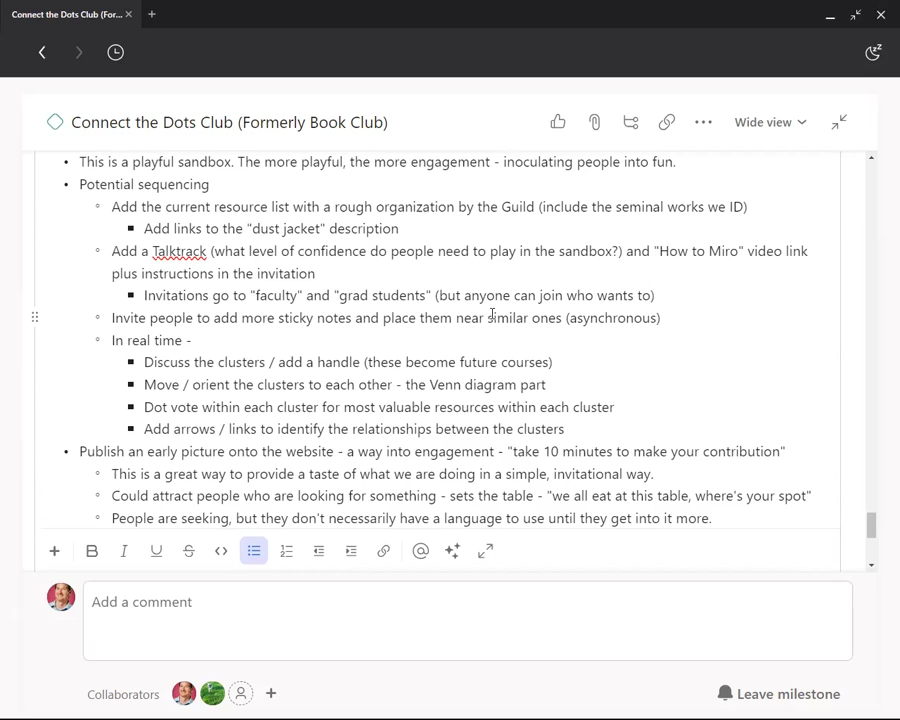 Connect the Dots Club (For...
Connect the Dots Club (Formerly Book Club)
Wide view
This is a playful sandbox. The more playful, the more engagement - inoculating people into fun.
Potential sequencing
Add the current resource list with a rough organization by the Guild (include the seminal works we ID)
Add links to the "dust jacket" description
Add a Talktrack (what level of confidence do people need to play in the sandbox?) and "How to Miro" video link
plus instructions in the invitation
Invitations go to "faculty" and "grad students" (but anyone can join who wants to)
Invite people to add more sticky notes and place them near similar ones (asynchronous)
In real time -
Discuss the clusters / add a handle (these become future courses)
Move / orient the clusters to each other - the Venn diagram part
Dot vote within each cluster for most valuable resources within each cluster
Add arrows / links to identify the relationships between the clusters
Publish an early picture onto the website - a way into engagement - "take 10 minutes to make your contribution"
This is a great way to provide a taste of what we are doing in a simple, invitational way.
Could attract people who are looking for something - sets the table - "we all eat at this table, where's your spot"
People are seeking, but they don't necessarily have a language to use until they get into it more.
Add a comment
Collaborators
Leave milestone